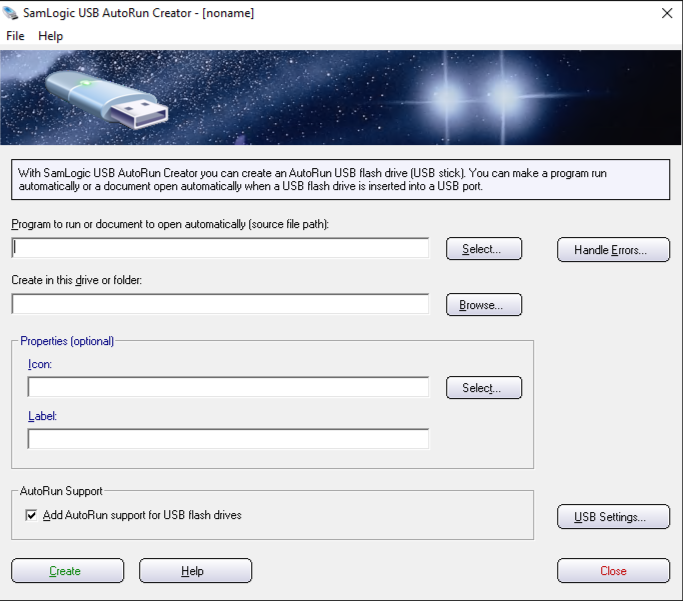 SamLogic USB AutoRun Creator - [noname]
File Help
With SamLogic USB AutoRun Creator you can create an AutoRun USB flash drive (USB stick). You can make a program run
automatically or a document open automatically when a USB flash drive is inserted into a USB port.
Program to run or document to open automatically (source file path):
Select...
Handle Errors...
Create in this drive or folder:
Browse...
Properties (optional)
Icon:
Select...
Label:
AutoRun Support
Add AutoRun support for USB flash drives
USB Settings...
Create
Help
Close